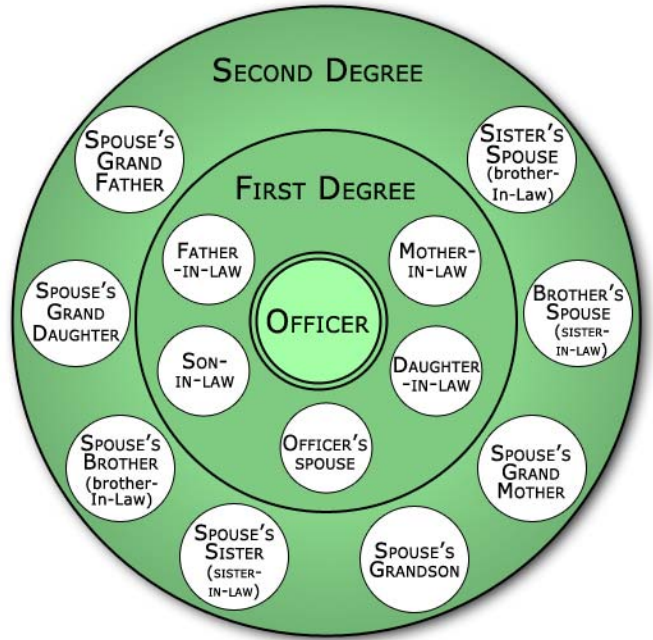 SECOND DEGREE
SPOUSE'S
GRAND
FATHER
SISTER'S
SPOUSE
(brother-
In-Law)
FIRST DEGREE
FATHER
-IN-LAW
MOTHER-
IN-LAW
OFFICER
SPOUSE'S
GRAND
DAUGHTER
BROTHER'S
SPOUSE
(SISTER-
IN-LAW)
SON-
IN-LAW
DAUGHTER
-IN-LAW
OFFICER'S
SPOUSE
SPOUSE'S
BROTHER
(brother-
In-Law)
SPOUSE'S
GRAND
MOTHER
SPOUSE'S
SISTER
(SISTER-
IN-LAW)
SPOUSE'S
GRANDSON